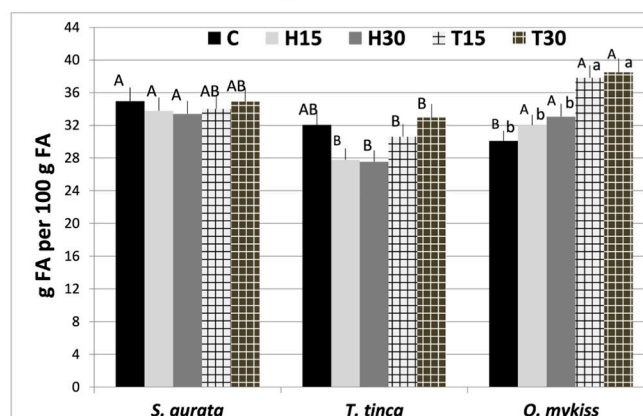 44
40
36
32
28
24
20
16
12
8
4
0
g FA per 100 g FA
C H15 H30 T15 T30
A A A AB AB
AB B B B B
B b A b A b A a A a
S. aurata T. tinca O. mykiss